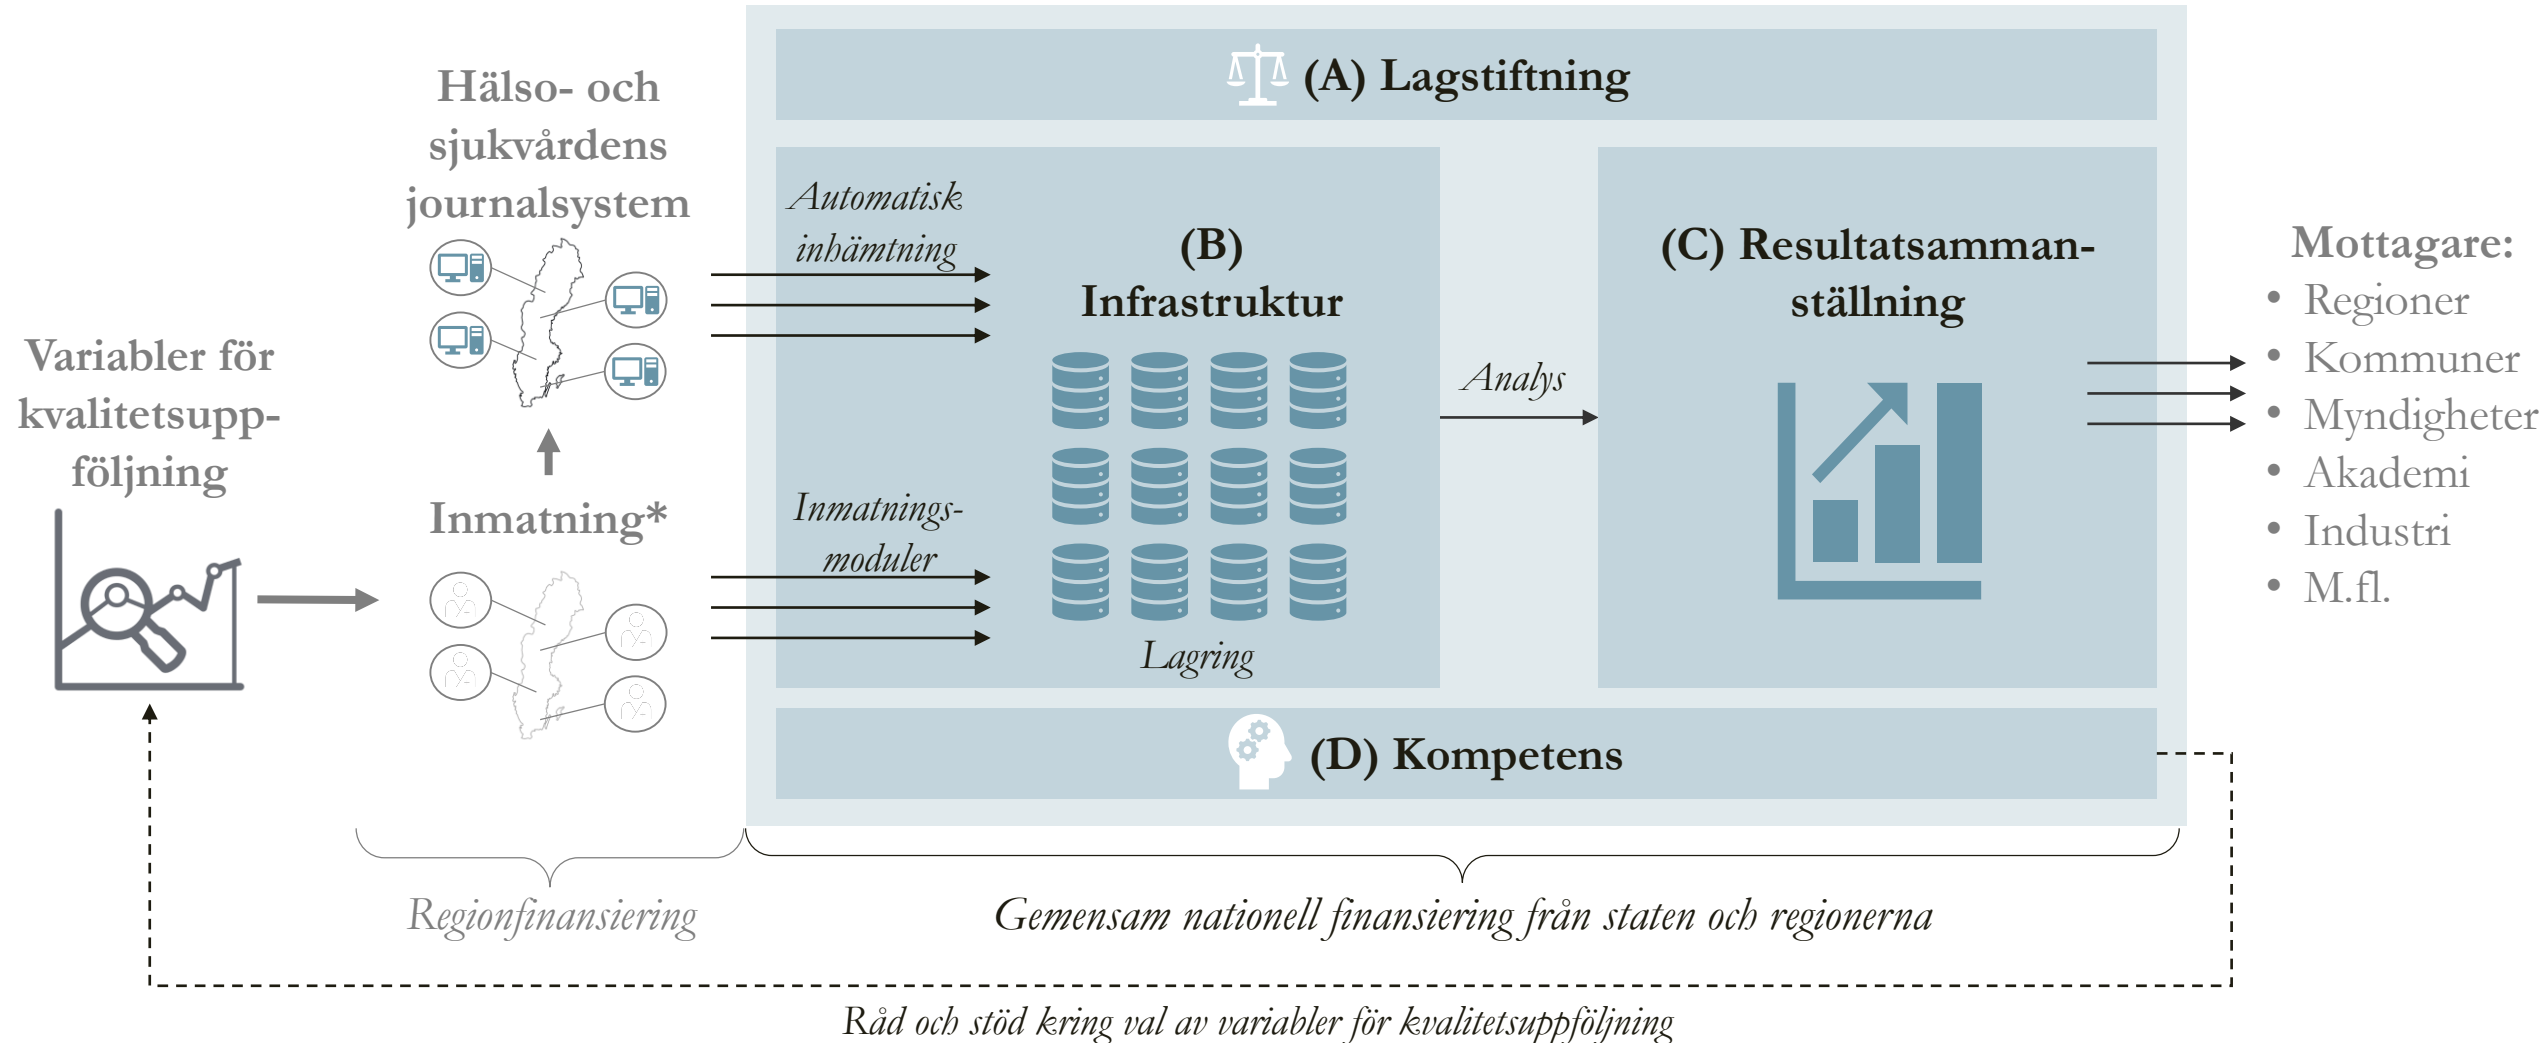 (A) Lagstiftning
Hälso- och
sjukvårdens
journalsystem
Variabler för
kvalitetsupp-
följning
Inmatning*
Automatisk
inhämtning
Inmatnings-
moduler
(B)
Infrastruktur
Lagring
Analys
(C) Resultatsamman-
ställning
Mottagare:
• Regioner
• Kommuner
• Myndigheter
• Akademi
• Industri
• M.fl.
(D) Kompetens
Regionfinansiering
Gemensam nationell finansiering från staten och regionerna
Råd och stöd kring val av variabler för kvalitetsuppföljning